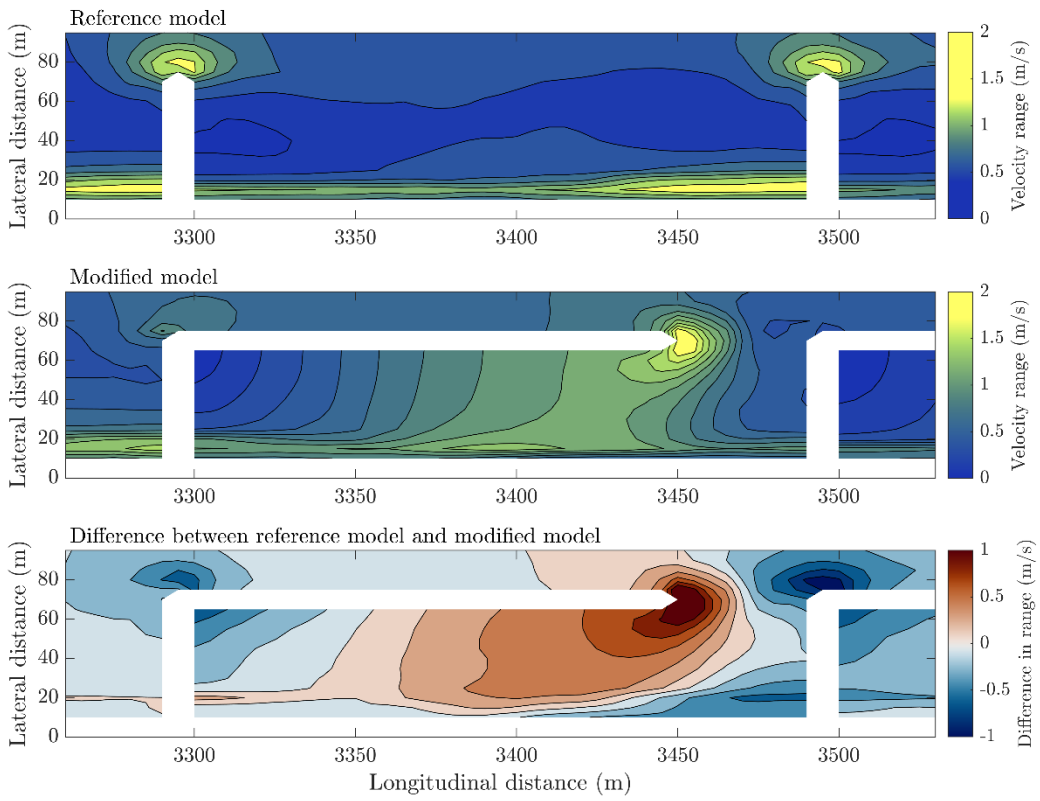 Reference model
Lateral distance (m)
80
60
40
20
0
3300 3350 3400 3450 3500
2
1.5
1
0.5
0
Velocity range (m/s)
Modified model
Lateral distance (m)
80
60
40
20
0
3300 3350 3400 3450 3500
2
1.5
1
0.5
0
Velocity range (m/s)
Difference between reference model and modified model
Lateral distance (m)
80
60
40
20
0
3300 3350 3400 3450 3500
Longitudinal distance (m)
1
0.5
0
-0.5
-1
Difference in range (m/s)